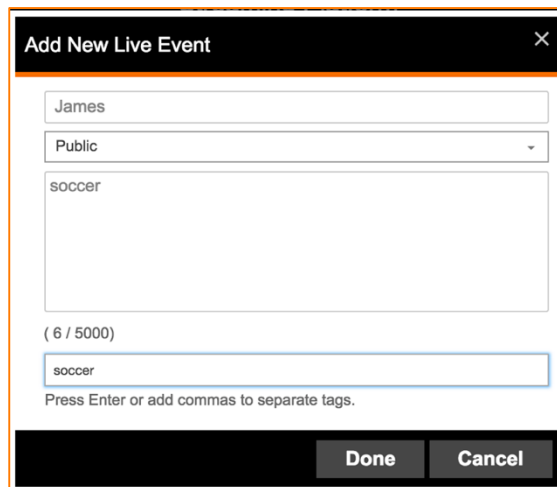 Add New Live Event
×
James
Public
soccer
( 6 / 5000)
soccer
Press Enter or add commas to separate tags.
Done Cancel